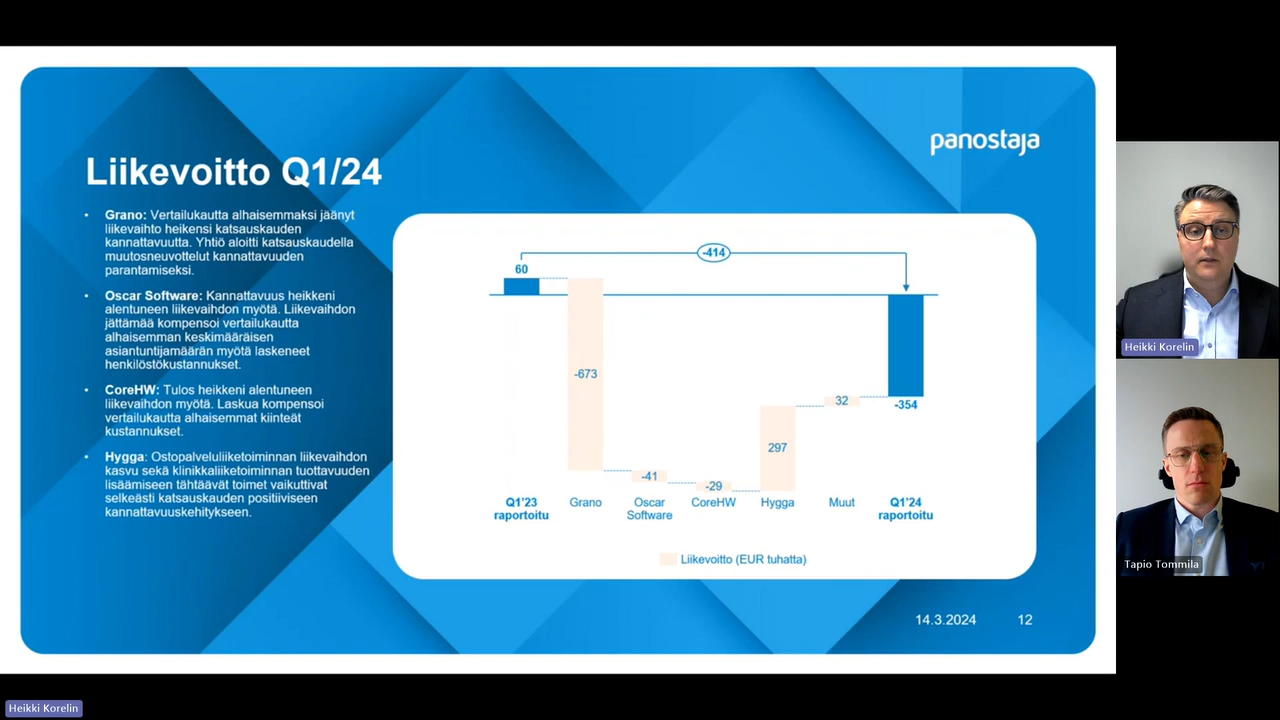 panostaja
Liikevoitto Q1/24
• Grano: Vertailukautta alhaisemmaksi jäänyt
liikevaihto heikensi katsauskauden
kannattavuutta. Yhtiö aloitti katsauskaudella
muutosneuvottelut kannattavuuden
parantamiseksi.
• Oscar Software: Kannattavuus heikkeni
alentuneen liikevaihdon myötä. Liikevaihdon
jättämää kompensoi vertailukautta
alhaisemman keskimääräisen
asiantuntijamäärän myötä laskeneet
henkilöstökustannukset.
• CoreHW: Tulos heikkeni alentuneen
liikevaihdon myötä. Laskua kompensoi
vertailukautta alhaisemmat kiinteät
kustannukset.
• Hygga: Ostopalveluliiketoiminnan liikevaihdon
kasvu sekä klinikkaliiketoiminnan tuottavuuden
lisäämiseen tähtäävät toimet vaikuttivat
selkeästi katsauskauden positiiviseen
kannattavuuskehitykseen.
-414
60
-673
-41
-29
297
32
-354
Q1'23 raportoitu
Grano
Oscar Software
CoreHW
Hygga
Muut
Q1'24 raportoitu
Liikevoitto (EUR tuhatta)
14.3.2024 12
Heikki Korelin
Tapio Tommila
Heikki Korelin